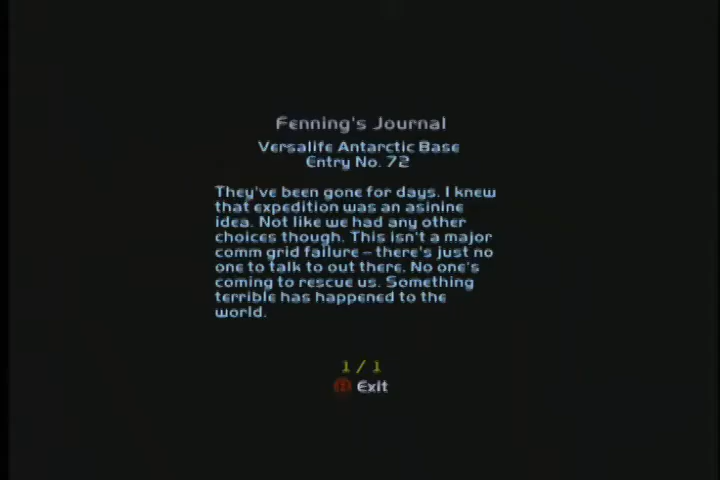 Fenning's Journal
Versalife Antarctic Base
Entry No. 72
They've been gone for days. I knew
that expedition was an asinine
idea. Not like we had any other
choices though. This isn't a major
comm grid failure - there's just no
one to talk to out there. No one's
coming to rescue us. Something
terrible has happened to the
world.
1 / 1
Exit